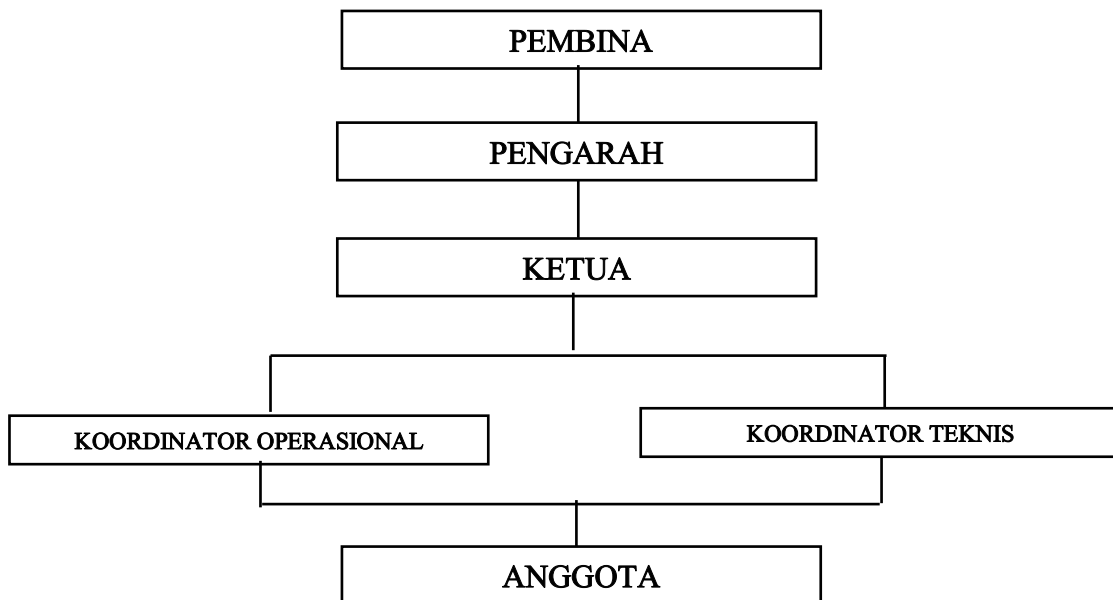 PEMBINA
PENGARAH
KETUA
KOORDINATOR OPERASIONAL
KOORDINATOR TEKNIS
ANGGOTA